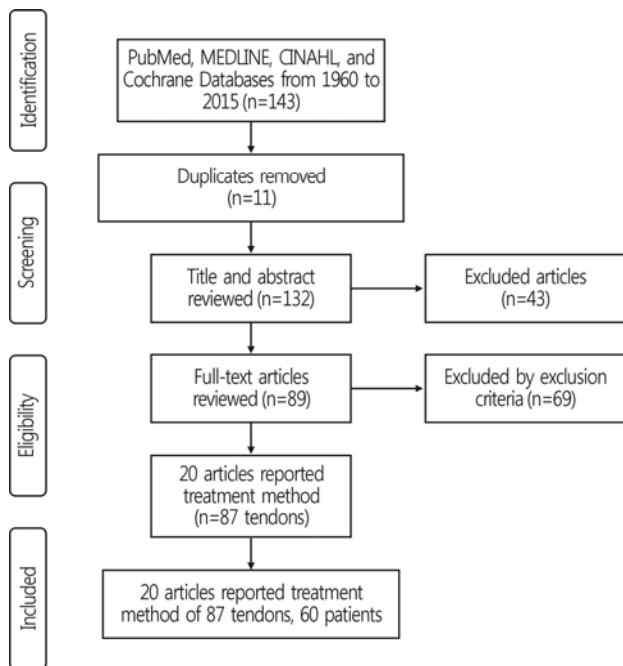 Identification
PubMed, MEDLINE, CINAHL, and
Cochrane Databases from 1960 to
2015 (n=143)
Duplicates removed
(n=11)
Screening
Title and abstract
reviewed (n=132)
Excluded articles
(n=43)
Eligibility
Full-text articles
reviewed (n=89)
Excluded by exclusion
criteria (n=69)
20 articles reported
treatment method
(n=87 tendons)
Included
20 articles reported treatment
method of 87 tendons, 60 patients